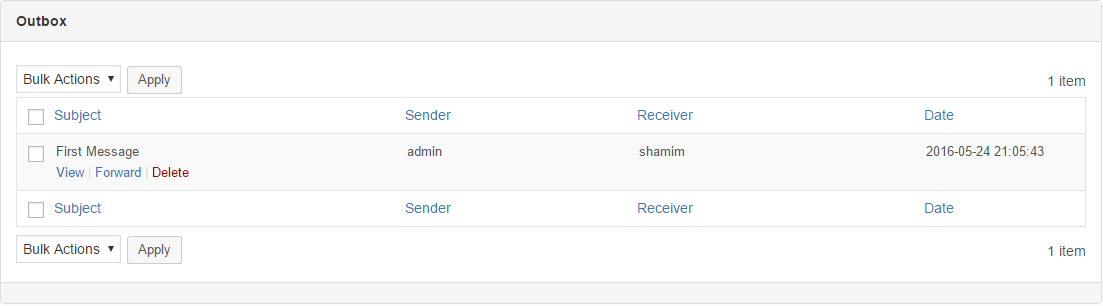 Outbox
Bulk Actions Apply 1 item
Subject Sender Receiver Date
First Message admin shamim 2016-05-24 21:05:43
View | Forward | Delete
Subject Sender Receiver Date
Bulk Actions Apply 1 item